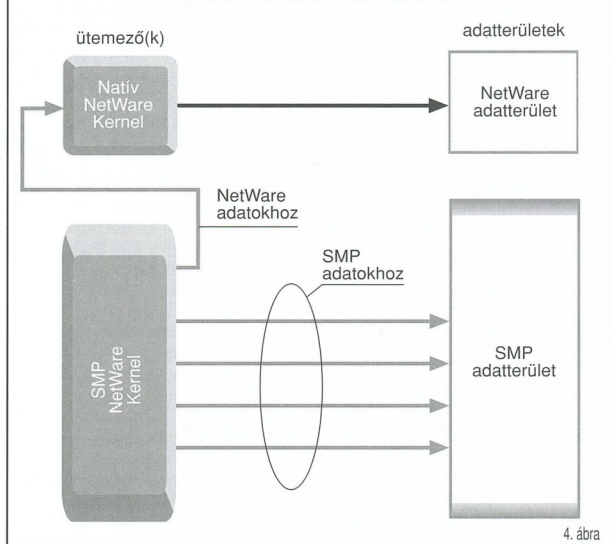 ütemező(k)
adatterületek
Natív
NetWare
Kernel
NetWare
adatterület
NetWare
adatokhoz
SMP
adatokhoz
SMP
NetWare
Kernel
SMP
adatterület
4. ábra